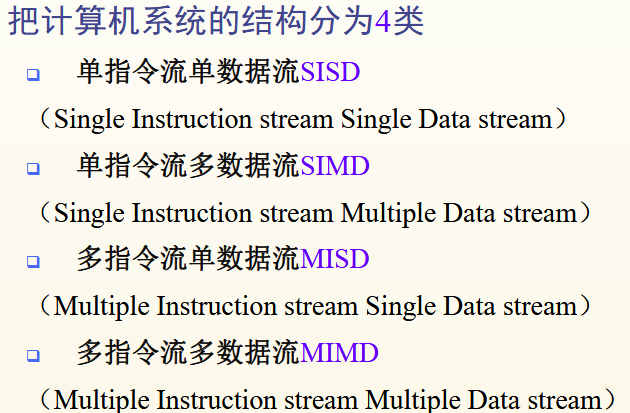 把计算机系统的结构分为4类
单指令流单数据流SISD
（Single Instruction stream Single Data stream）
单指令流多数据流SIMD
（Single Instruction stream Multiple Data stream）
多指令流单数据流MISD
（Multiple Instruction stream Single Data stream）
多指令流多数据流MIMD
（Multiple Instruction stream Multiple Data stream）